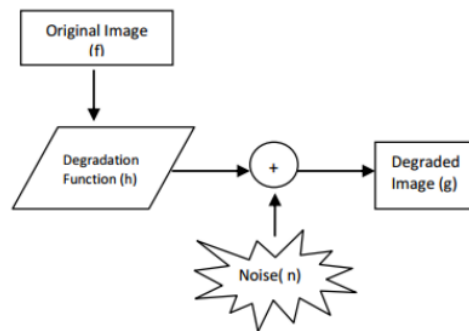 Original Image
(f)
Degradation
Function (h)
+
Degraded
Image (g)
Noise( n)